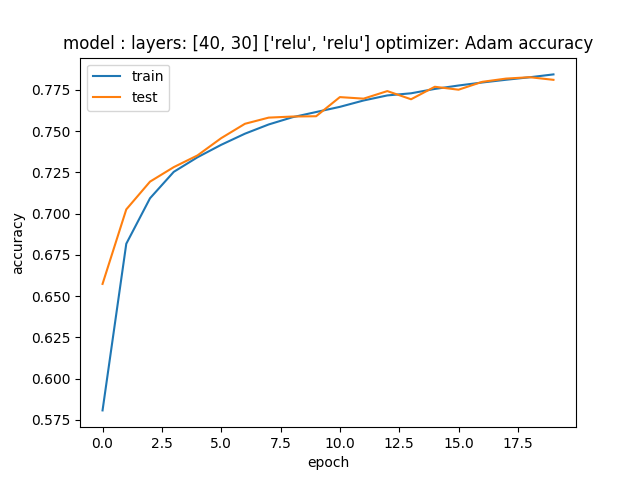 model : layers: [40, 30] ['relu', 'relu'] optimizer: Adam accuracy
train
test
accuracy
0.775
0.750
0.725
0.700
0.675
0.650
0.625
0.600
0.575
0.0 2.5 5.0 7.5 10.0 12.5 15.0 17.5
epoch